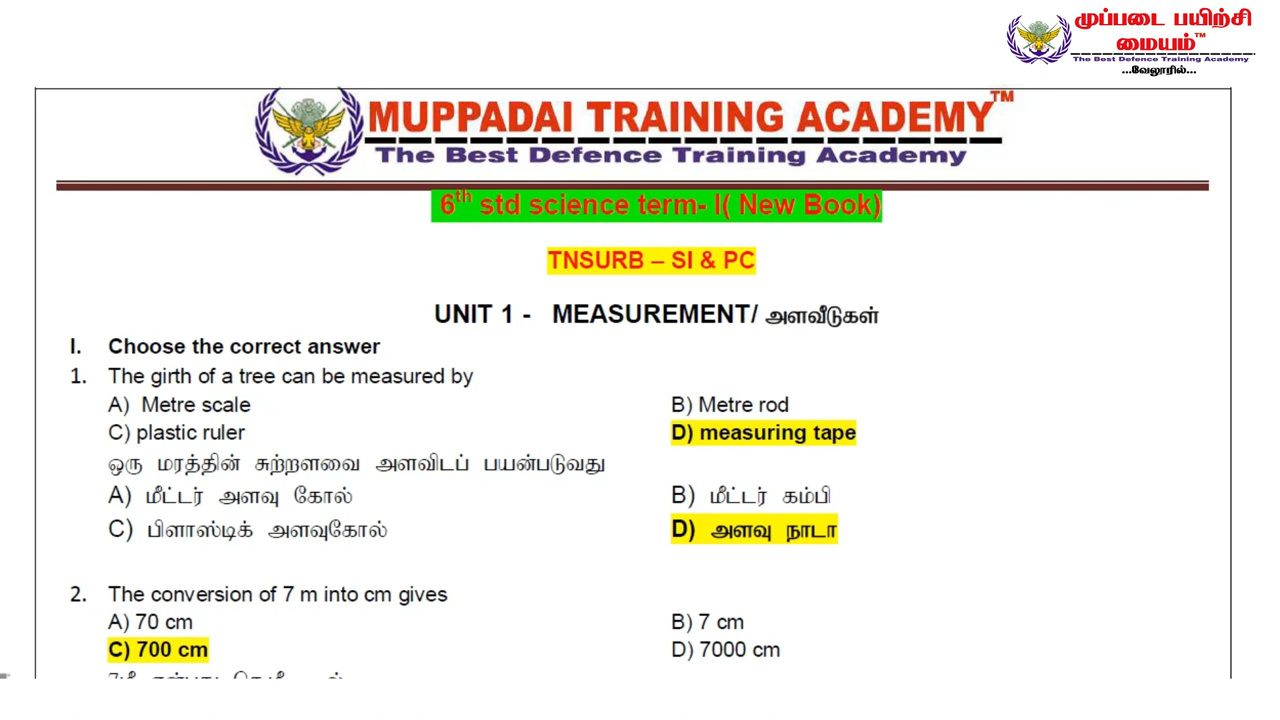 முப்படை பயிற்சி
மையம்™
The Best Defence Training Academy
...வேலூரில்...
MUPPADAI TRAINING ACADEMY™
The Best Defence Training Academy
6th std science term- I( New Book)
TNSURB – SI & PC
UNIT 1 - MEASUREMENT/ அளவீடுகள்
I. Choose the correct answer
1. The girth of a tree can be measured by
A) Metre scale B) Metre rod
C) plastic ruler D) measuring tape
ஒரு மரத்தின் சுற்றளவை அளவிடப் பயன்படுவது
A) மீட்டர் அளவு கோல் B) மீட்டர் கம்பி
C) பிளாஸ்டிக் அளவுகோல் D) அளவு நாடா
2. The conversion of 7 m into cm gives
A) 70 cm B) 7 cm
C) 700 cm D) 7000 cm